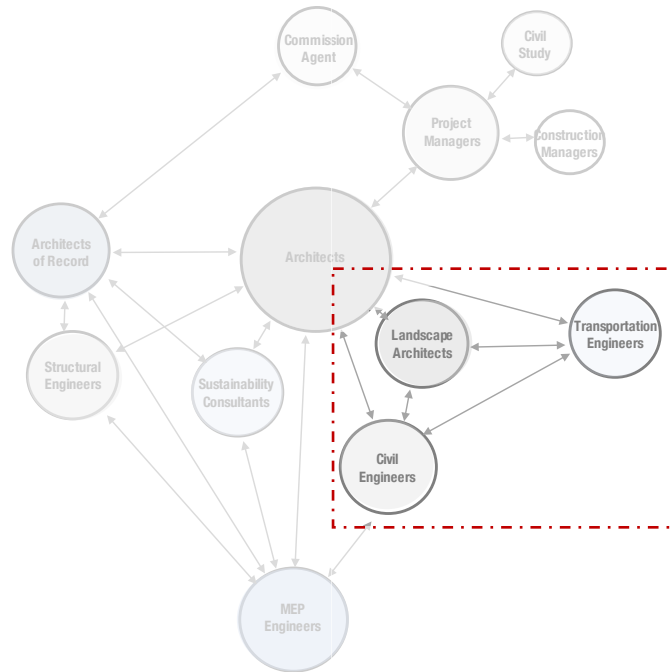 Commission
Agent
Civil
Study
Project
Managers
Construction
Managers
Architects
of Record
Architects
Landscape
Architects
Transportation
Engineers
Structural
Engineers
Sustainability
Consultants
Civil
Engineers
MEP
Engineers